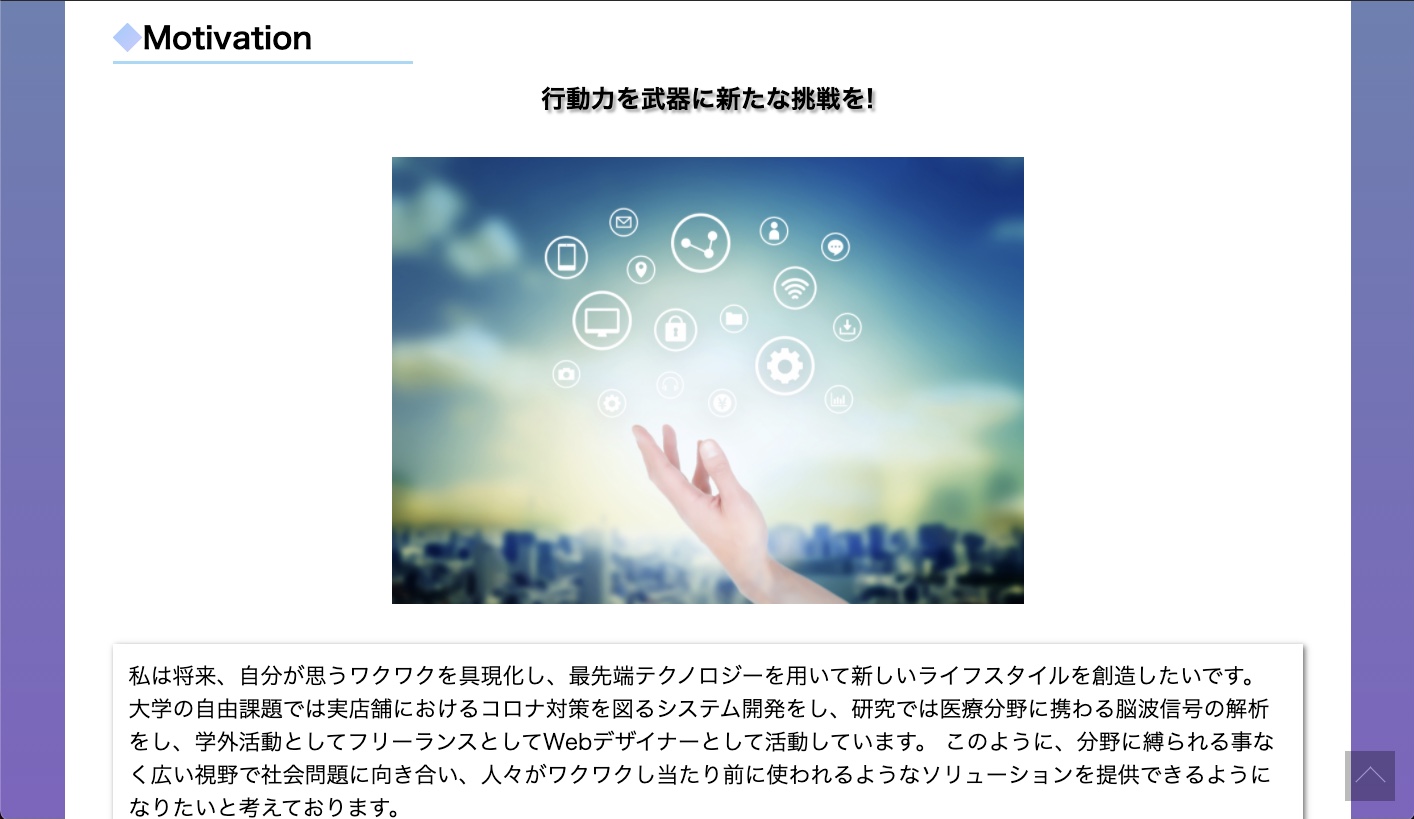 ◆Motivation
行動力を武器に新たな挑戦を!
私は将来、自分が思うワクワクを具現化し、最先端テクノロジーを用いて新しいライフスタイルを創造したいです。
大学の自由課題では実店舗におけるコロナ対策を図るシステム開発をし、研究では医療分野に携わる脳波信号の解析
をし、学外活動としてフリーランスとしてWebデザイナーとして活動しています。 このように、分野に縛られる事な
く広い視野で社会問題に向き合い、人々がワクワクし当たり前に使われるようなソリューションを提供できるように
なりたいと考えております。